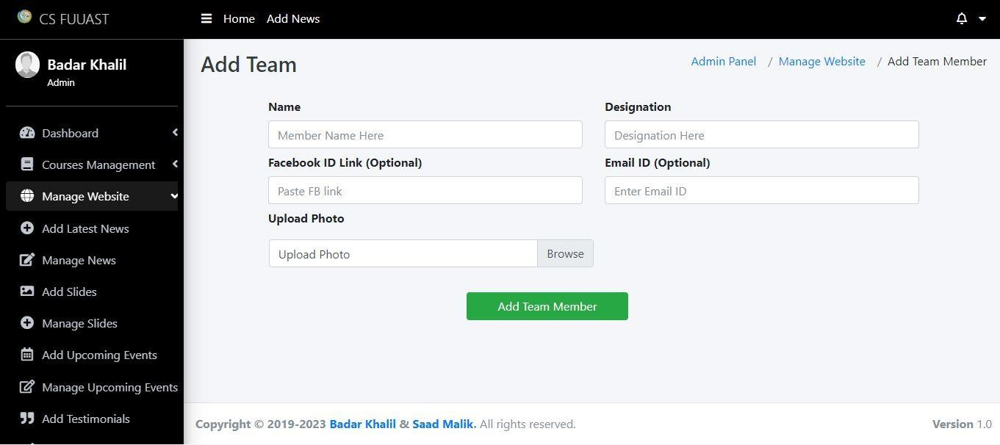 CS FUUAST
Home Add News
Badar Khalil
Admin
Dashboard
Courses Management
Manage Website
Add Latest News
Manage News
Add Slides
Manage Slides
Add Upcoming Events
Manage Upcoming Events
Add Testimonials
Add Team
Admin Panel / Manage Website / Add Team Member
Name
Member Name Here
Designation
Designation Here
Facebook ID Link (Optional)
Paste FB link
Email ID (Optional)
Enter Email ID
Upload Photo
Upload Photo Browse
Add Team Member
Copyright © 2019-2023 Badar Khalil & Saad Malik. All rights reserved.
Version 1.0